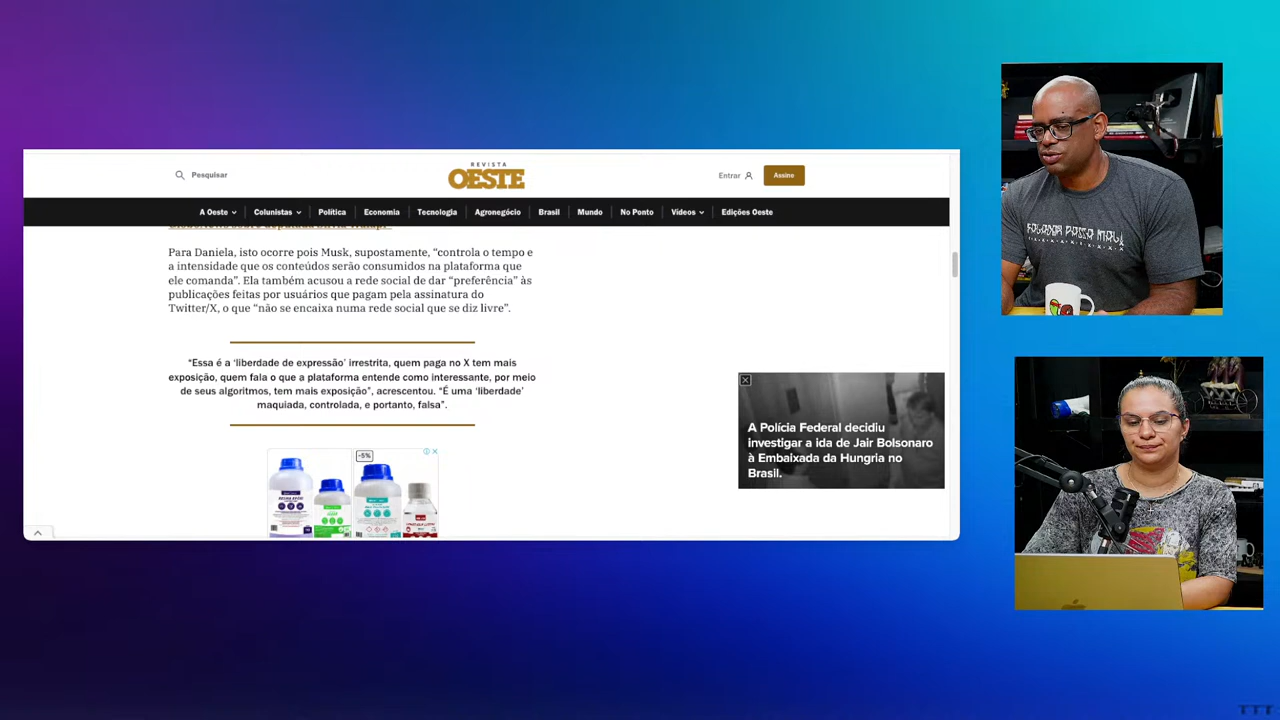 Pesquisar
REVISTA
OESTE
Entrar
Assine
A Oeste
Colunistas
Política
Economia
Tecnologia
Agronegócio
Brasil
Mundo
No Ponto
Vídeos
Edições Oeste
Para Daniela, isto ocorre pois Musk, supostamente, “controla o tempo e
a intensidade que os conteúdos serão consumidos na plataforma que
ele comanda”. Ela também acusou a rede social de dar “preferência” às
publicações feitas por usuários que pagam pela assinatura do
Twitter/X, o que “não se encaixa numa rede social que se diz livre”.
“Essa é a ‘liberdade de expressão’ irrestrita, quem paga no X tem mais
exposição, quem fala o que a plataforma entende como interessante, por meio
de seus algoritmos, tem mais exposição”, acrescentou. “É uma ‘liberdade’
maquiada, controlada, e portanto, falsa”.
-5%
A Polícia Federal decidiu
investigar a ida de Jair Bolsonaro
à Embaixada da Hungria no
Brasil.
TTT